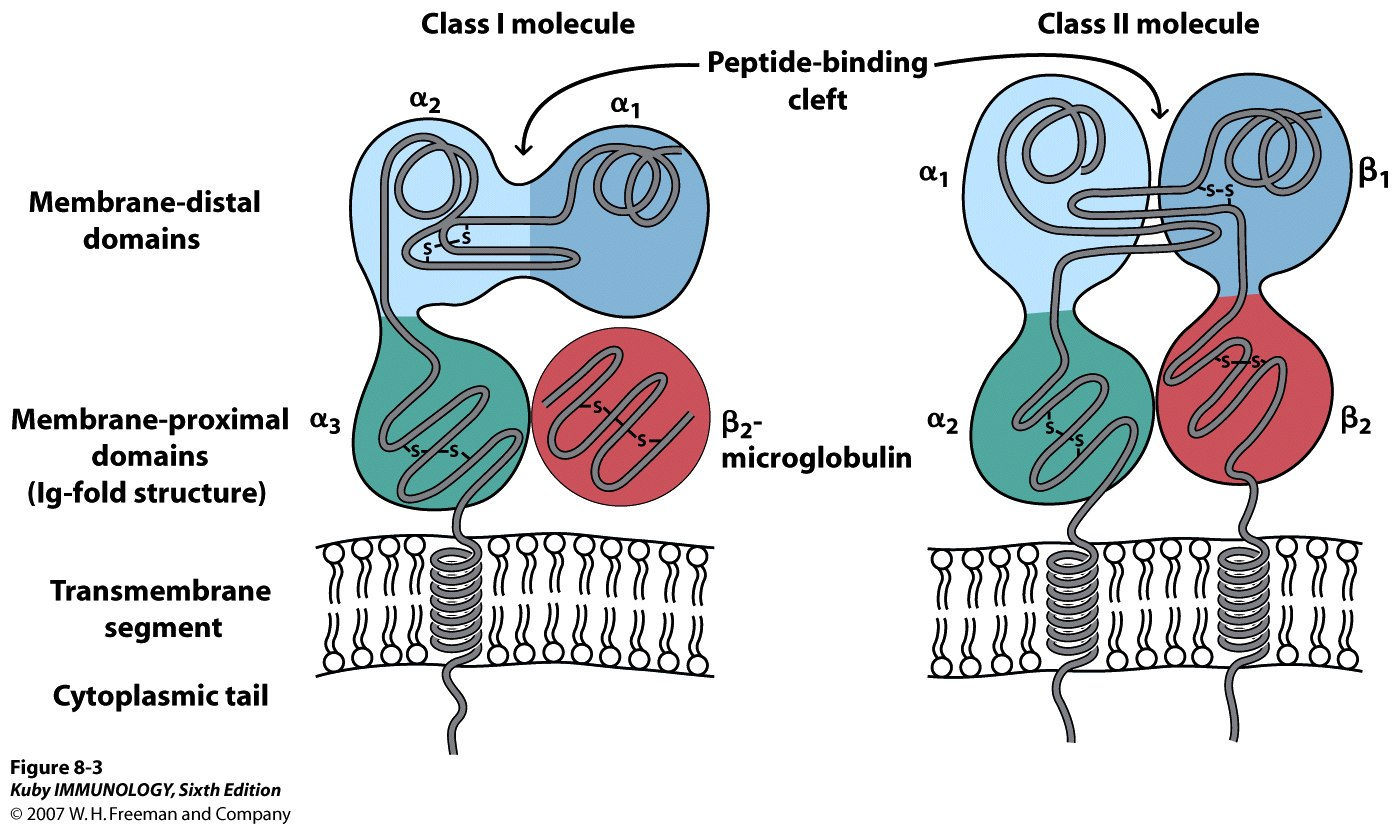 Class I molecule
Class II molecule
Peptide-binding
cleft
α2
α1
α1
β1
Membrane-distal
domains
S
S
S-S
Membrane-proximal
domains
(Ig-fold structure)
α3
S
S
S
S
β2-
microglobulin
α2
S
S
S
S
β2
Transmembrane
segment
Cytoplasmic tail
Figure 8-3
Kuby IMMUNOLOGY, Sixth Edition
© 2007 W. H. Freeman and Company